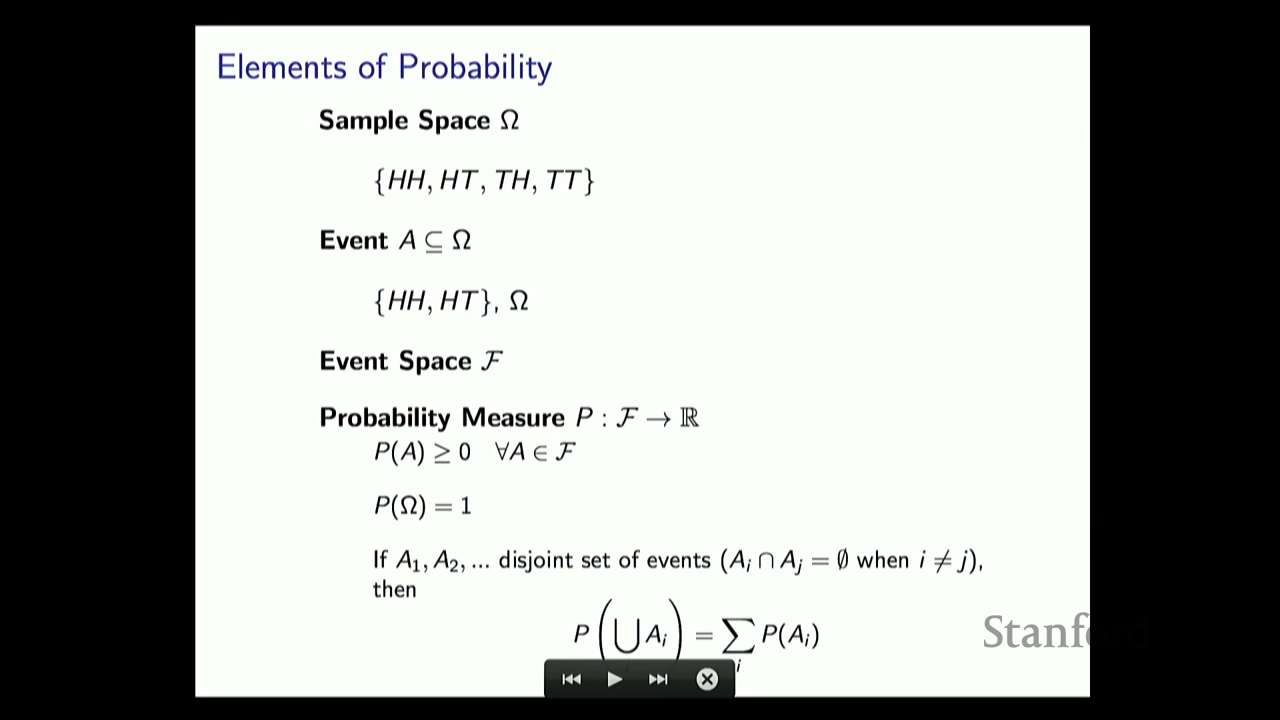 Elements of Probability
Sample Space Ω
{HH, HT, TH, TT}
Event A ⊆ Ω
{HH, HT}, Ω
Event Space ℱ
Probability Measure P : ℱ → ℝ
P(A) ≥ 0 ∀A ∈ ℱ
P(Ω) = 1
If A₁, A₂, ... disjoint set of events (Aᵢ ∩ Aⱼ = ∅ when i ≠ j),
then
P(⋃Aᵢ) = ∑ᵢ P(Aᵢ)
Stanford